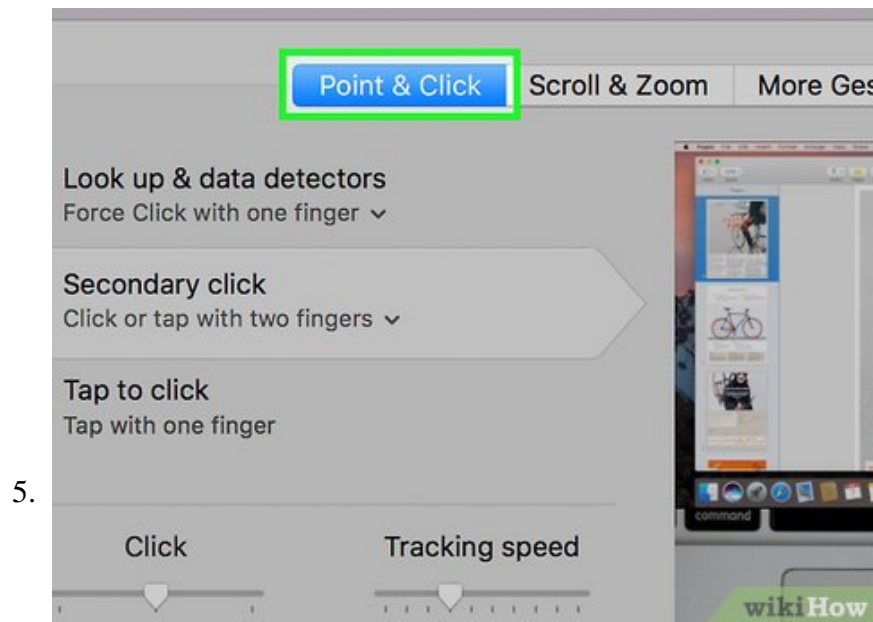 Point & Click
Scroll & Zoom
More Ges
Look up & data detectors
Force Click with one finger
Secondary click
Click or tap with two fingers
Tap to click
Tap with one finger
5.
Click
Tracking speed
command
wikiHow